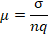 μ = σ/nq